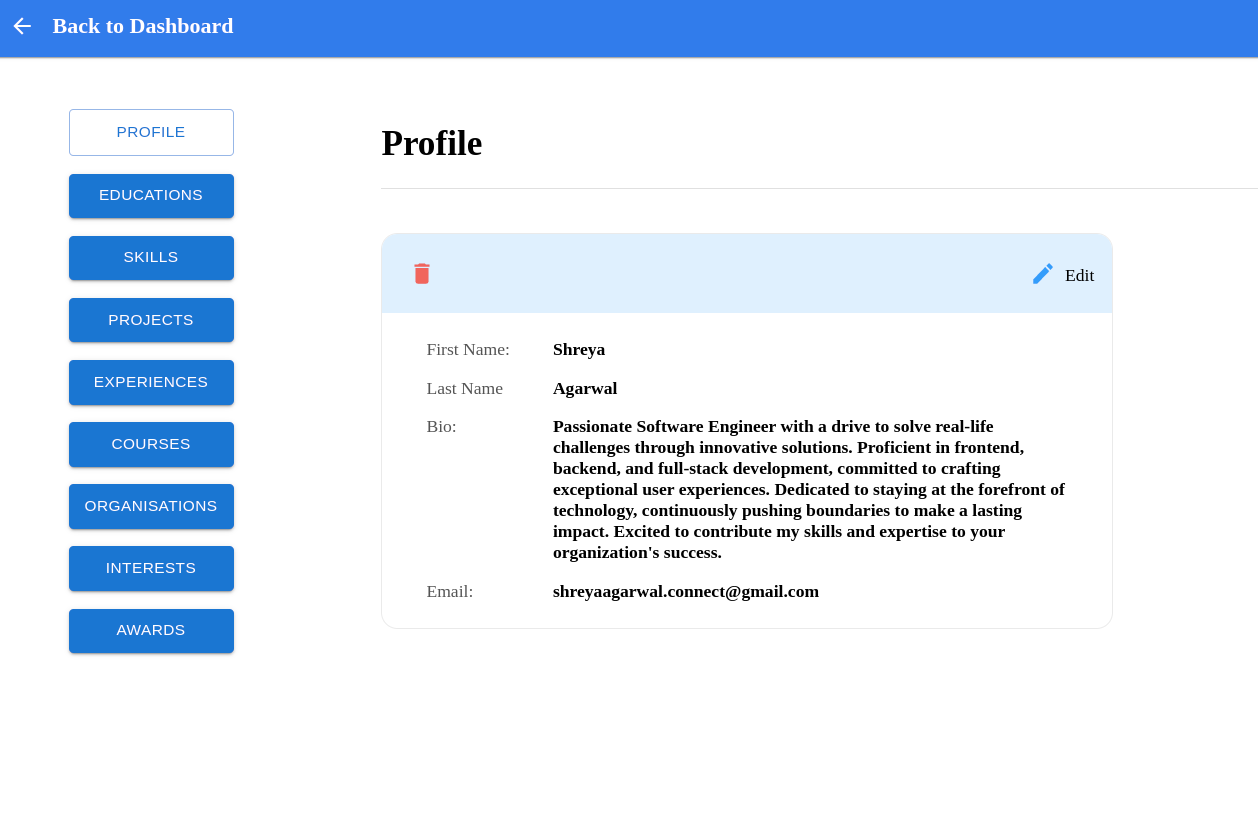 Back to Dashboard
PROFILE
EDUCATIONS
SKILLS
PROJECTS
EXPERIENCES
COURSES
ORGANISATIONS
INTERESTS
AWARDS
Profile
Edit
First Name: Shreya
Last Name Agarwal
Bio: Passionate Software Engineer with a drive to solve real-life
challenges through innovative solutions. Proficient in frontend,
backend, and full-stack development, committed to crafting
exceptional user experiences. Dedicated to staying at the forefront of
technology, continuously pushing boundaries to make a lasting
impact. Excited to contribute my skills and expertise to your
organization's success.
Email: shreyaagarwal.connect@gmail.com